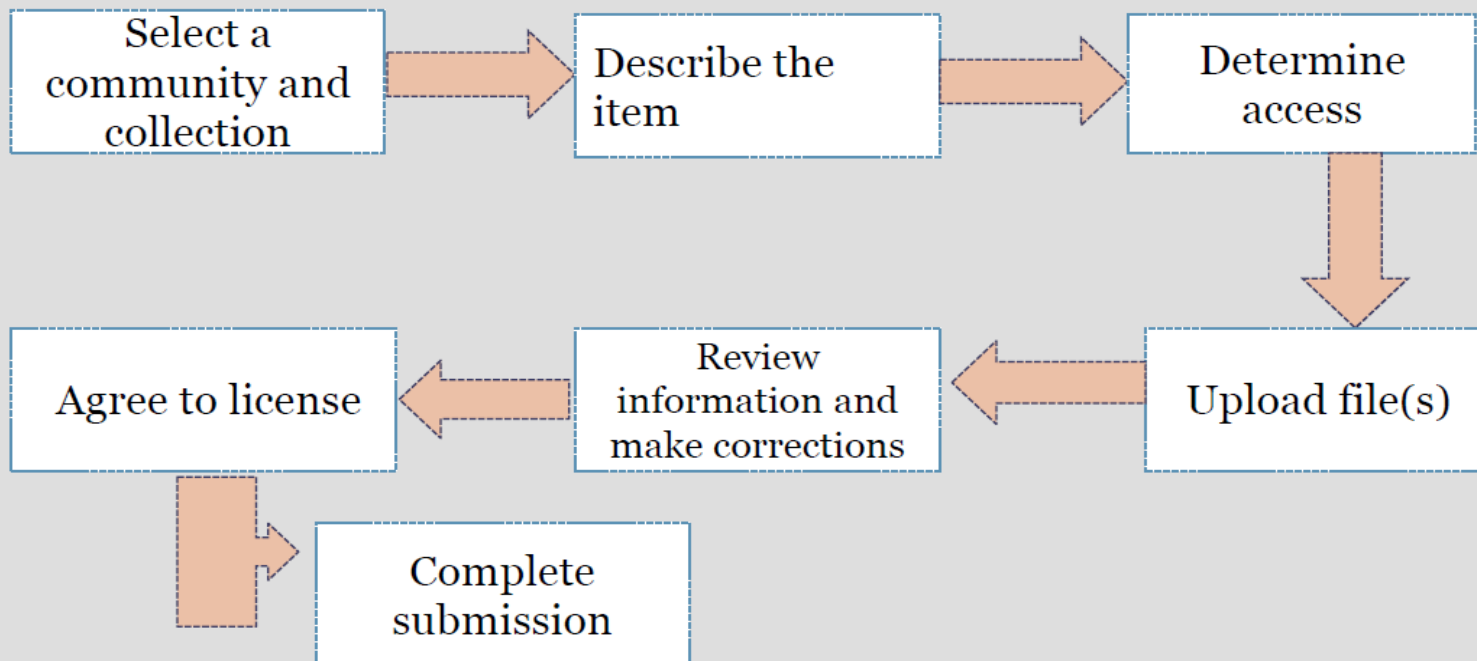 Select a
community and
collection
Describe the
item
Determine
access
Upload file(s)
Review
information and
make corrections
Agree to license
Complete
submission